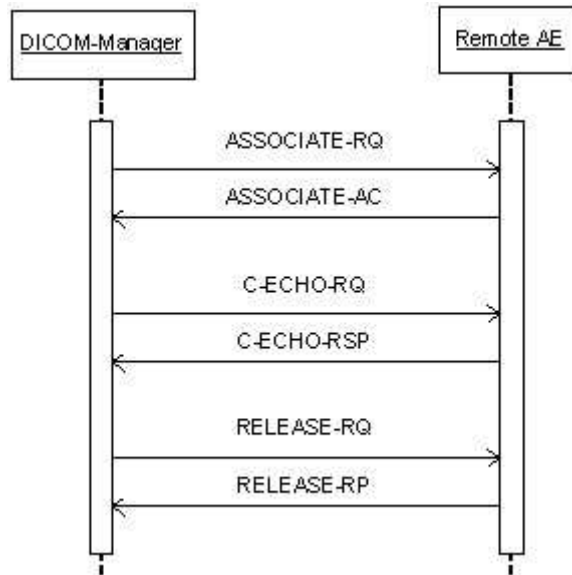 DICOM-Manager
Remote AE
ASSOCIATE-RQ
ASSOCIATE-AC
C-ECHO-RQ
C-ECHO-RSP
RELEASE-RQ
RELEASE-RP